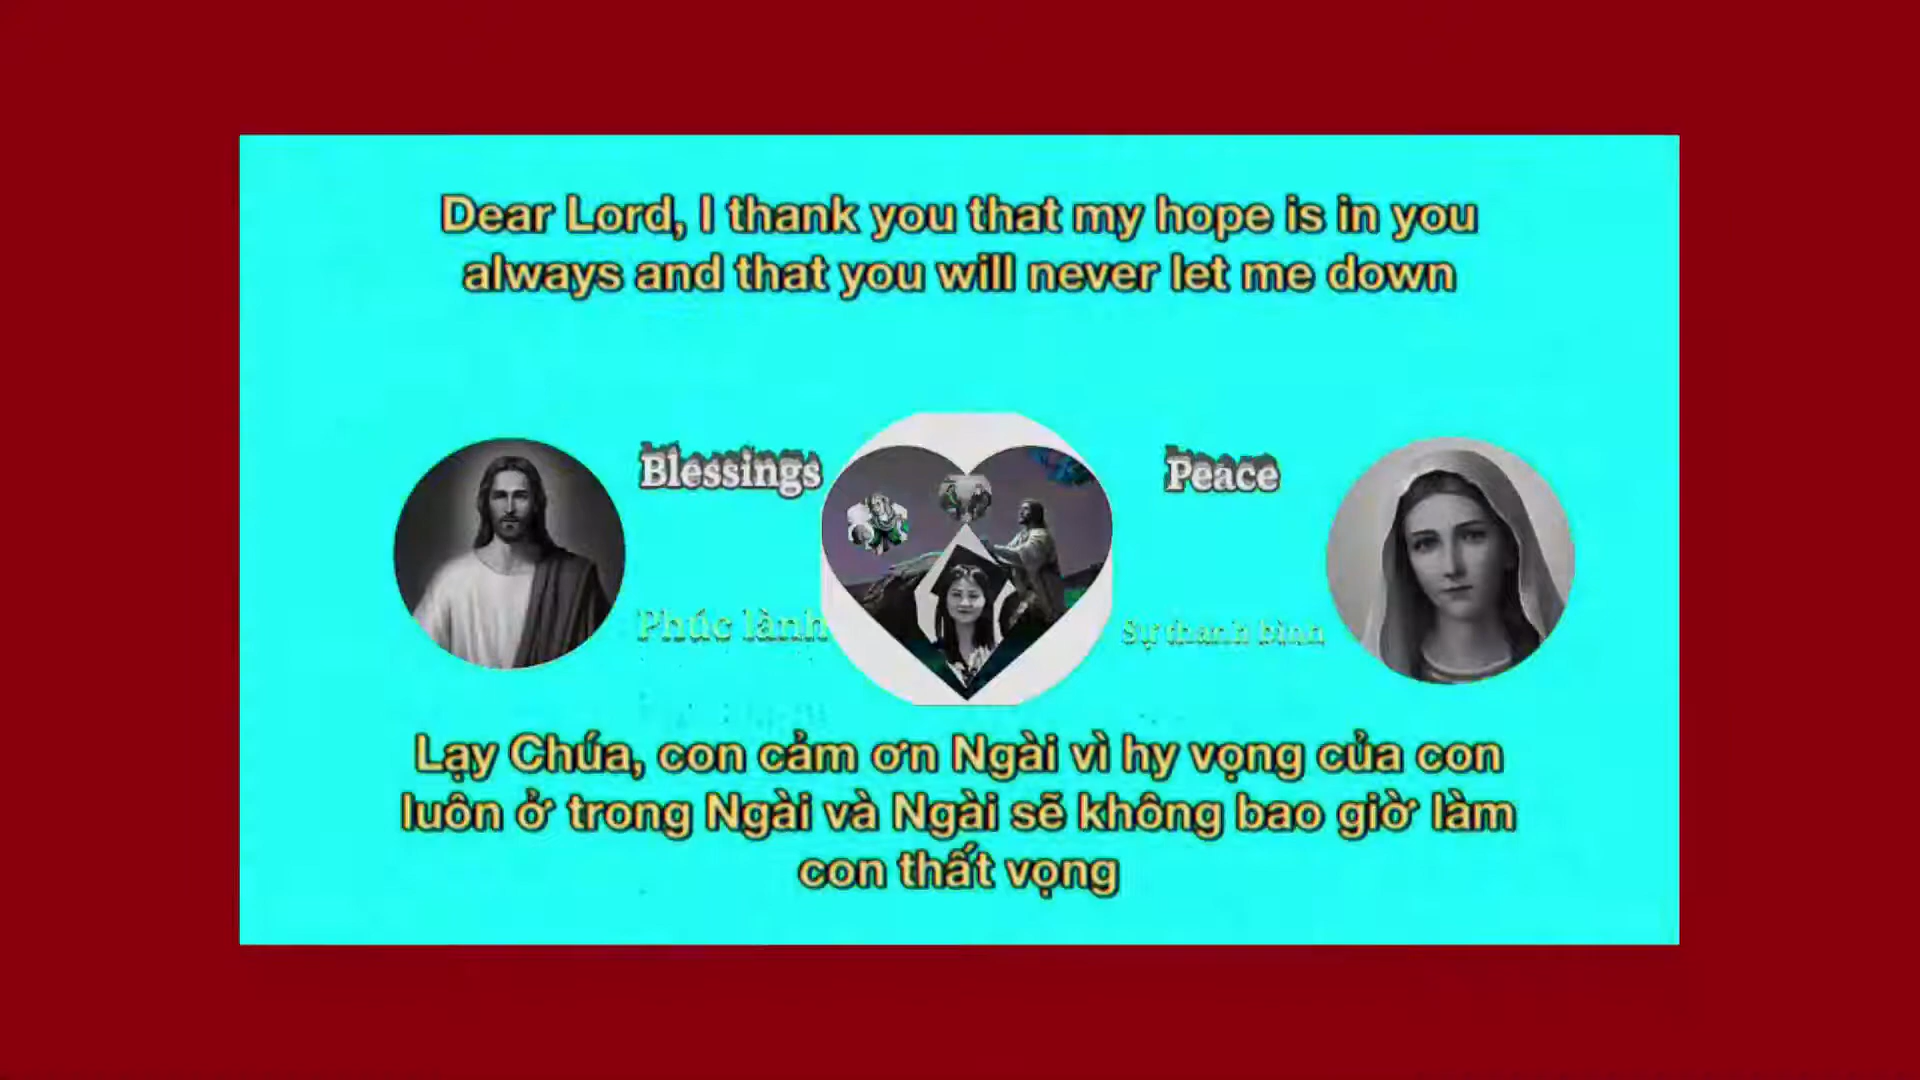 Dear Lord, I thank you that my hope is in you
always and that you will never let me down
Blessings
Peace
Phúc lành
Sự thanh bình
Lạy Chúa, con cảm ơn Ngài vì hy vọng của con
luôn ở trong Ngài và Ngài sẽ không bao giờ làm
con thất vọng